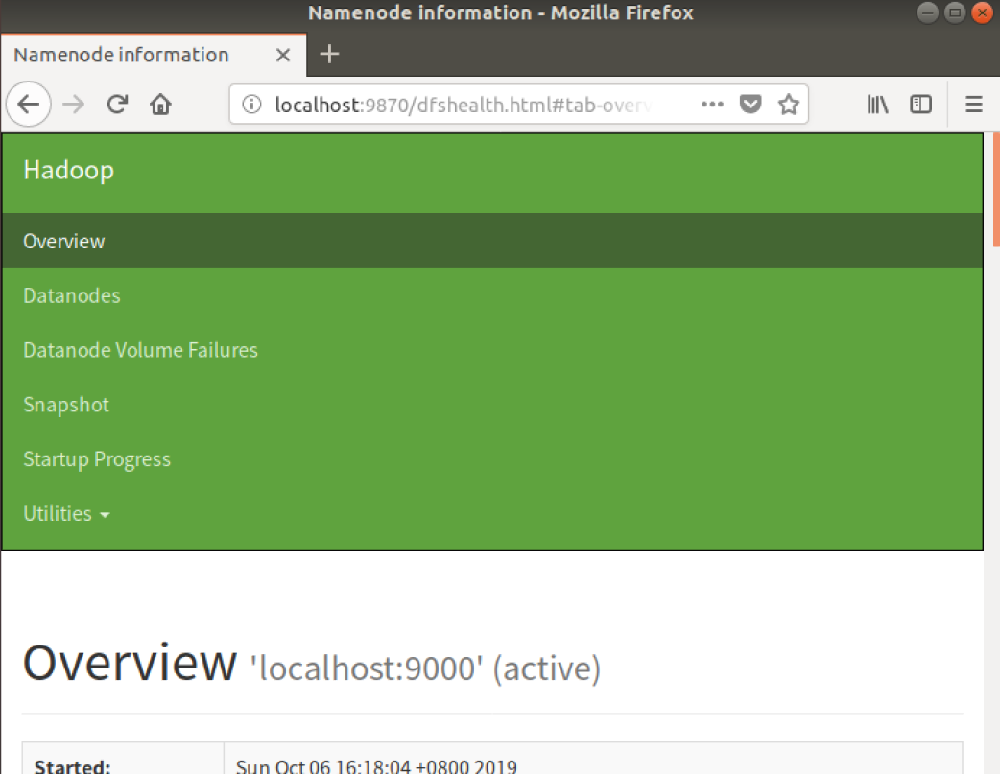 Namenode information - Mozilla Firefox
Namenode information
localhost:9870/dfshealth.html#tab-overv
Hadoop
Overview
Datanodes
Datanode Volume Failures
Snapshot
Startup Progress
Utilities
Overview 'localhost:9000' (active)
Started: Sun Oct 06 16:18:04 +0800 2019